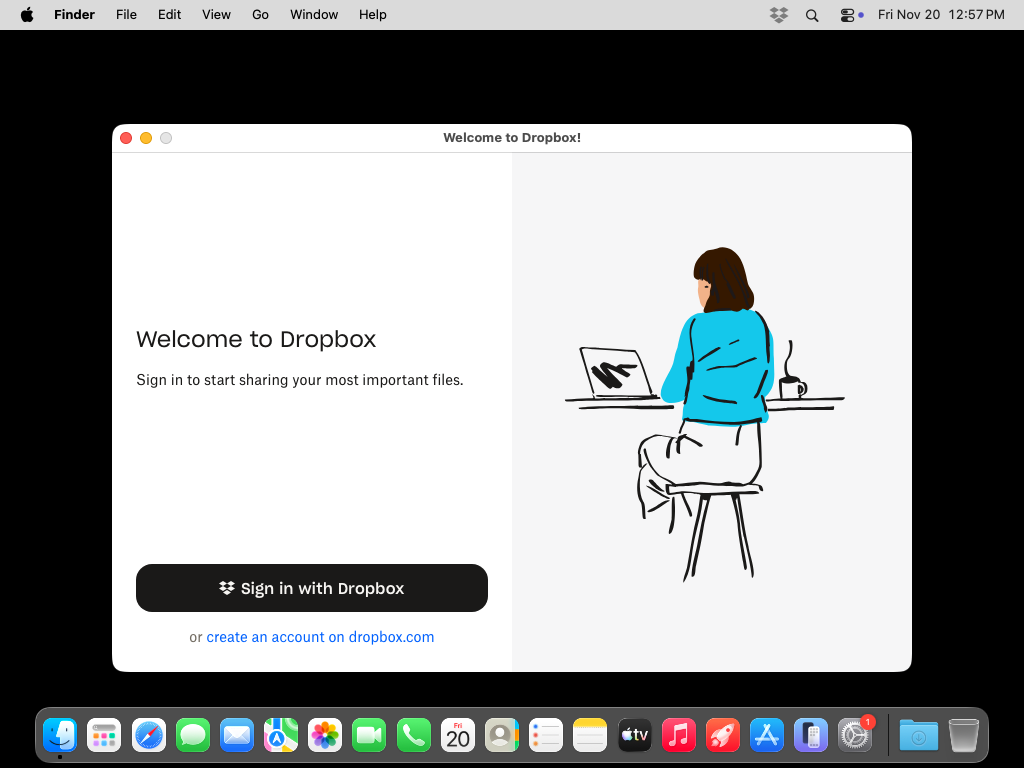 Finder File Edit View Go Window Help Fri Nov 20 12:57 PM
Welcome to Dropbox!
Welcome to Dropbox
Sign in to start sharing your most important files.
Sign in with Dropbox
or create an account on dropbox.com
Fri
20
tv
1